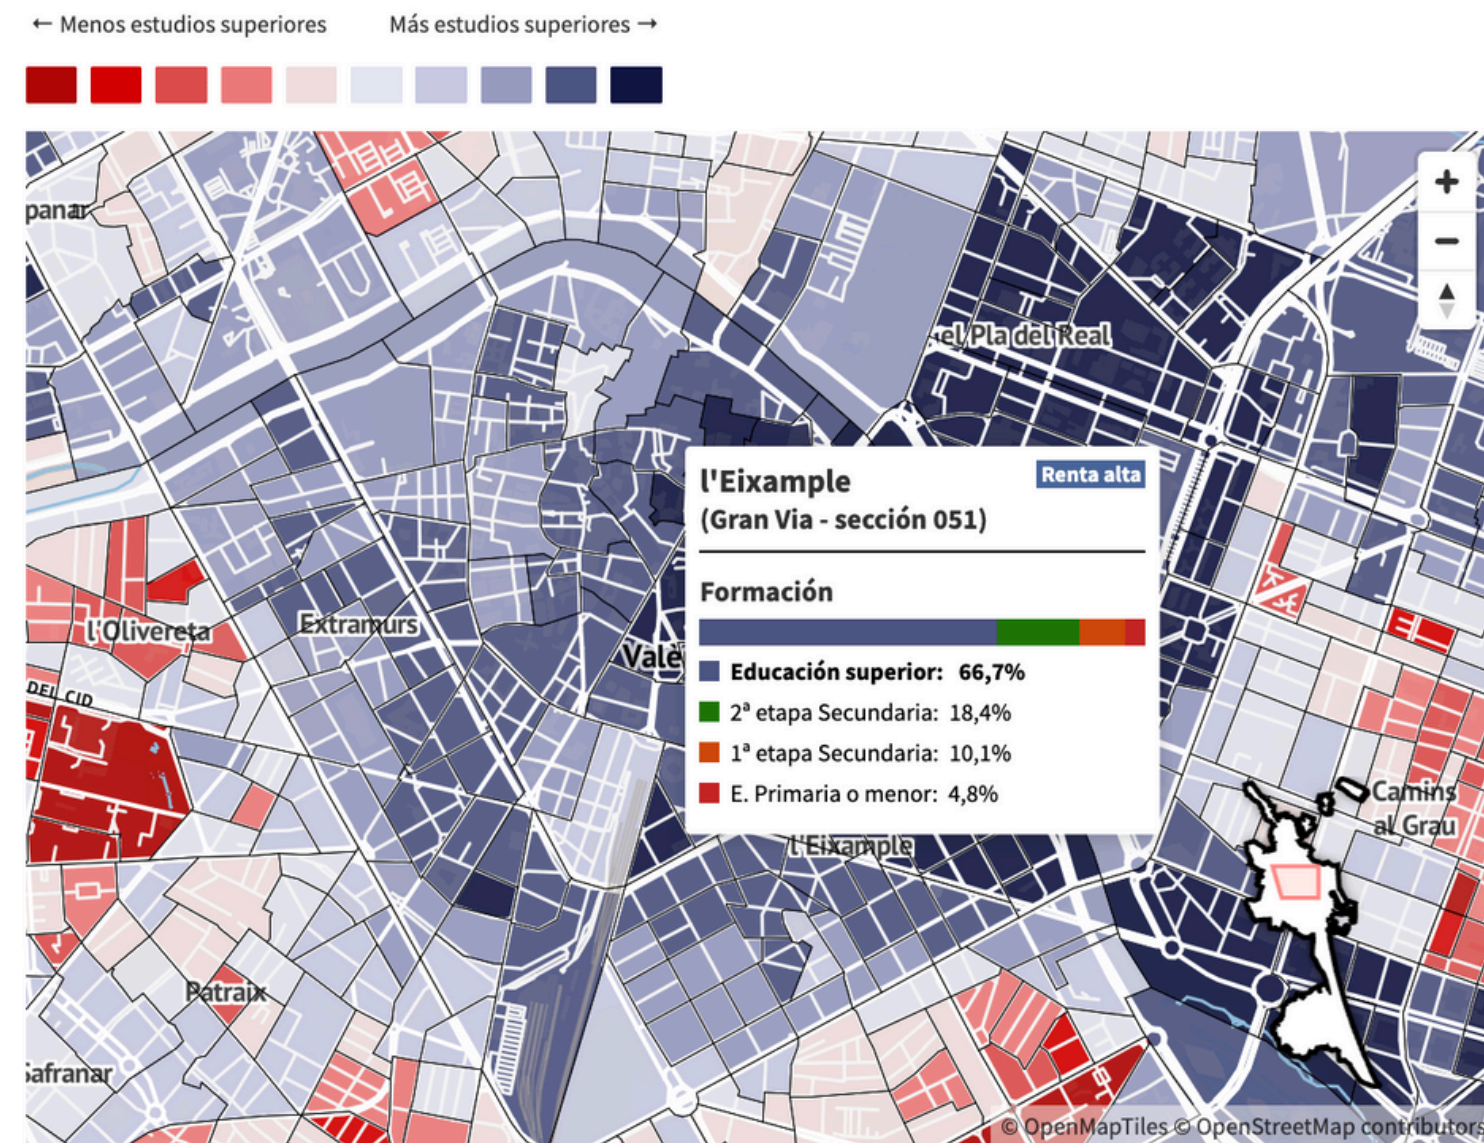 ← Menos estudios superiores Más estudios superiores →
panar
el Pla del Real
l'Eixample
Renta alta
(Gran Via - sección 051)
Formación
l'Olivereta
Extramurs
Valè
Educación superior: 66,7%
DEL CID
2ª etapa Secundaria: 18,4%
1ª etapa Secundaria: 10,1%
E. Primaria o menor: 4,8%
Camins
al Grau
l'Eixample
Patraix
Safranar
© OpenMapTiles © OpenStreetMap contributors